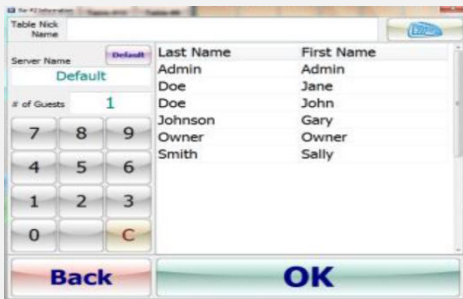 Table Nick
Name
Server Name
Default
Default
# of Guests
1
Last Name First Name
Admin Admin
Doe Jane
Doe John
Johnson Gary
Owner Owner
Smith Sally
7 8 9
4 5 6
1 2 3
0 C
Back
OK